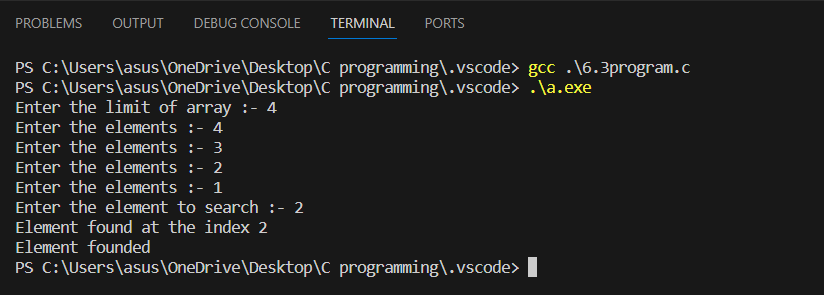 PROBLEMS OUTPUT DEBUG CONSOLE TERMINAL PORTS
PS C:\Users\asus\OneDrive\Desktop\C programming\.vscode> gcc .\6.3program.c
PS C:\Users\asus\OneDrive\Desktop\C programming\.vscode> .\a.exe
Enter the limit of array :- 4
Enter the elements :- 4
Enter the elements :- 3
Enter the elements :- 2
Enter the elements :- 1
Enter the element to search :- 2
Element found at the index 2
Element founded
PS C:\Users\asus\OneDrive\Desktop\C programming\.vscode>